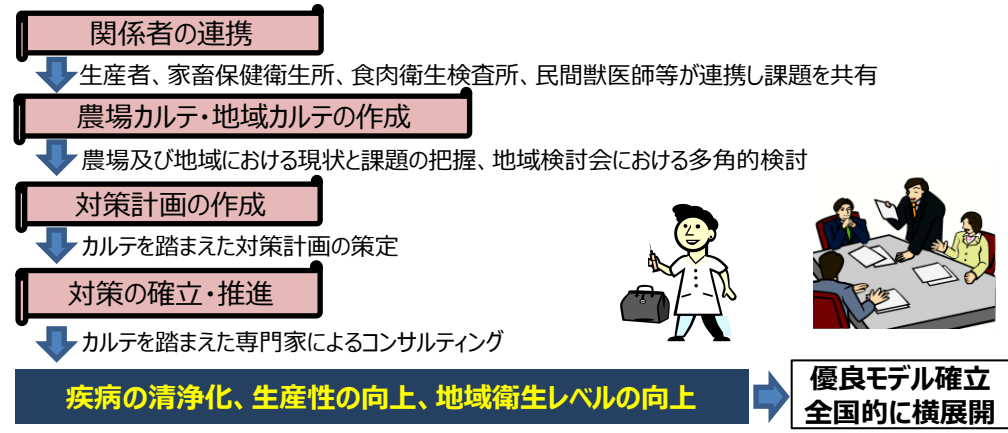 関係者の連携
生産者、家畜保健衛生所、食肉衛生検査所、民間獣医師等が連携し課題を共有
農場カルテ・地域カルテの作成
農場及び地域における現状と課題の把握、地域検討会における多角的検討
対策計画の作成
カルテを踏まえた対策計画の策定
対策の確立・推進
カルテを踏まえた専門家によるコンサルティング
疾病の清浄化、生産性の向上、地域衛生レベルの向上
優良モデル確立
全国的に横展開